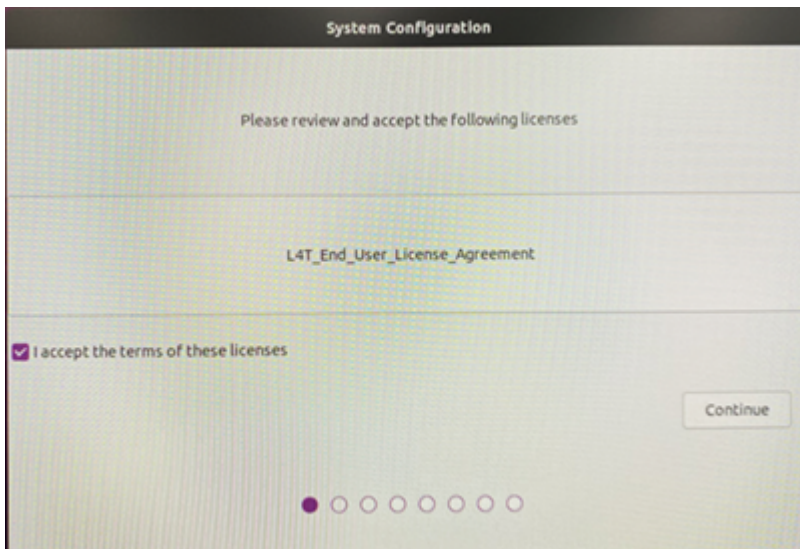 System Configuration
Please review and accept the following licenses
L4T_End_User_License_Agreement
I accept the terms of these licenses
Continue